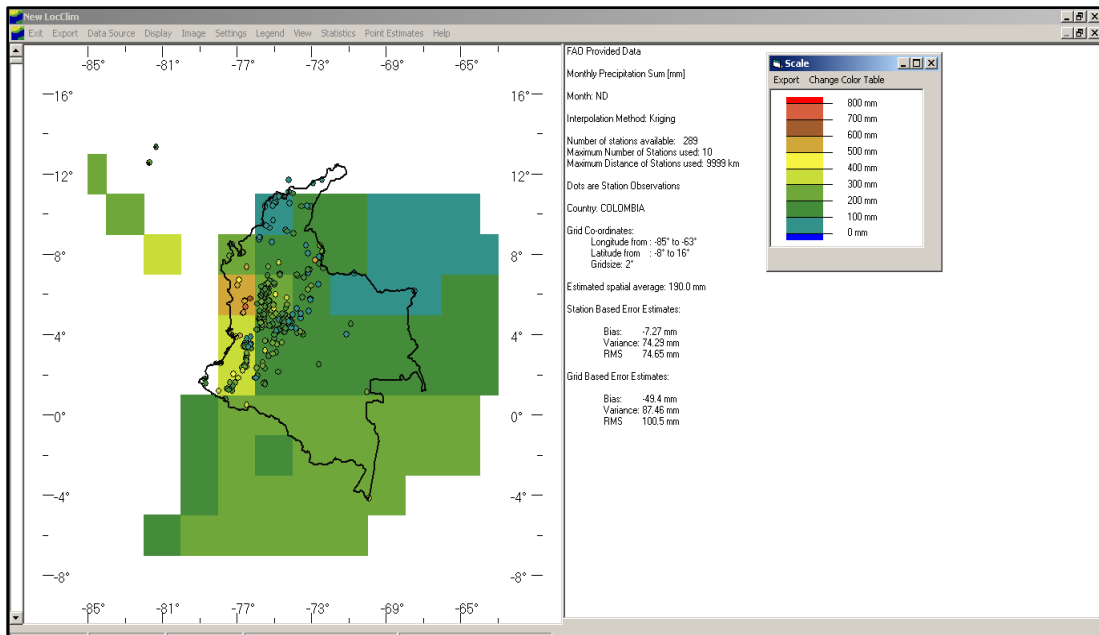 New LocClim
Exit Export Data Source Display Image Settings Legend View Statistics Point Estimates Help
-85° -81° -77° -73° -69° -65°
16° 16°
12° 12°
8° 8°
4° 4°
0° 0°
-4° -4°
-8° -8°
-85° -81° -77° -73° -69° -65°
FAO Provided Data
Monthly Precipitation Sum [mm]
Month: ND
Interpolation Method: Kriging
Number of stations available: 289
Maximum Number of Stations used: 10
Maximum Distance of Stations used: 9999 km
Dots are Station Observations
Country: COLOMBIA
Grid Co-ordinates:
Longitude from : -85° to -63°
Latitude from : -8° to 16°
Gridsize: 2°
Estimated spatial average: 190.0 mm
Station Based Error Estimates:
Bias: -7.27 mm
Variance: 74.29 mm
RMS 74.65 mm
Grid Based Error Estimates:
Bias: -49.4 mm
Variance: 87.46 mm
RMS 100.5 mm
Scale
Export Change Color Table
800 mm
700 mm
600 mm
500 mm
400 mm
300 mm
200 mm
100 mm
0 mm